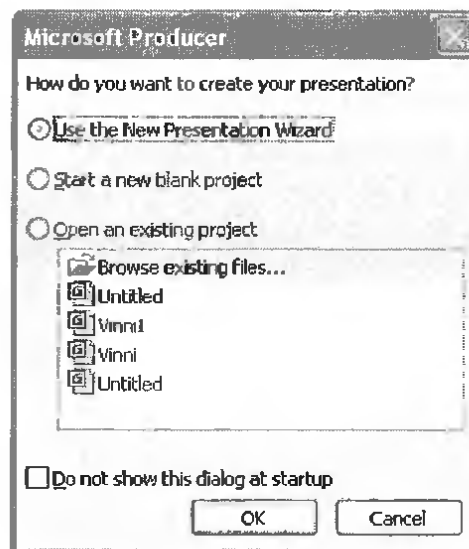 Microsoft Producer
How do you want to create your presentation?
Use the New Presentation Wizard
Start a new blank project
Open an existing project
Browse existing files...
Untitled
Vinni1
Vinni
Untitled
Do not show this dialog at startup
OK Cancel